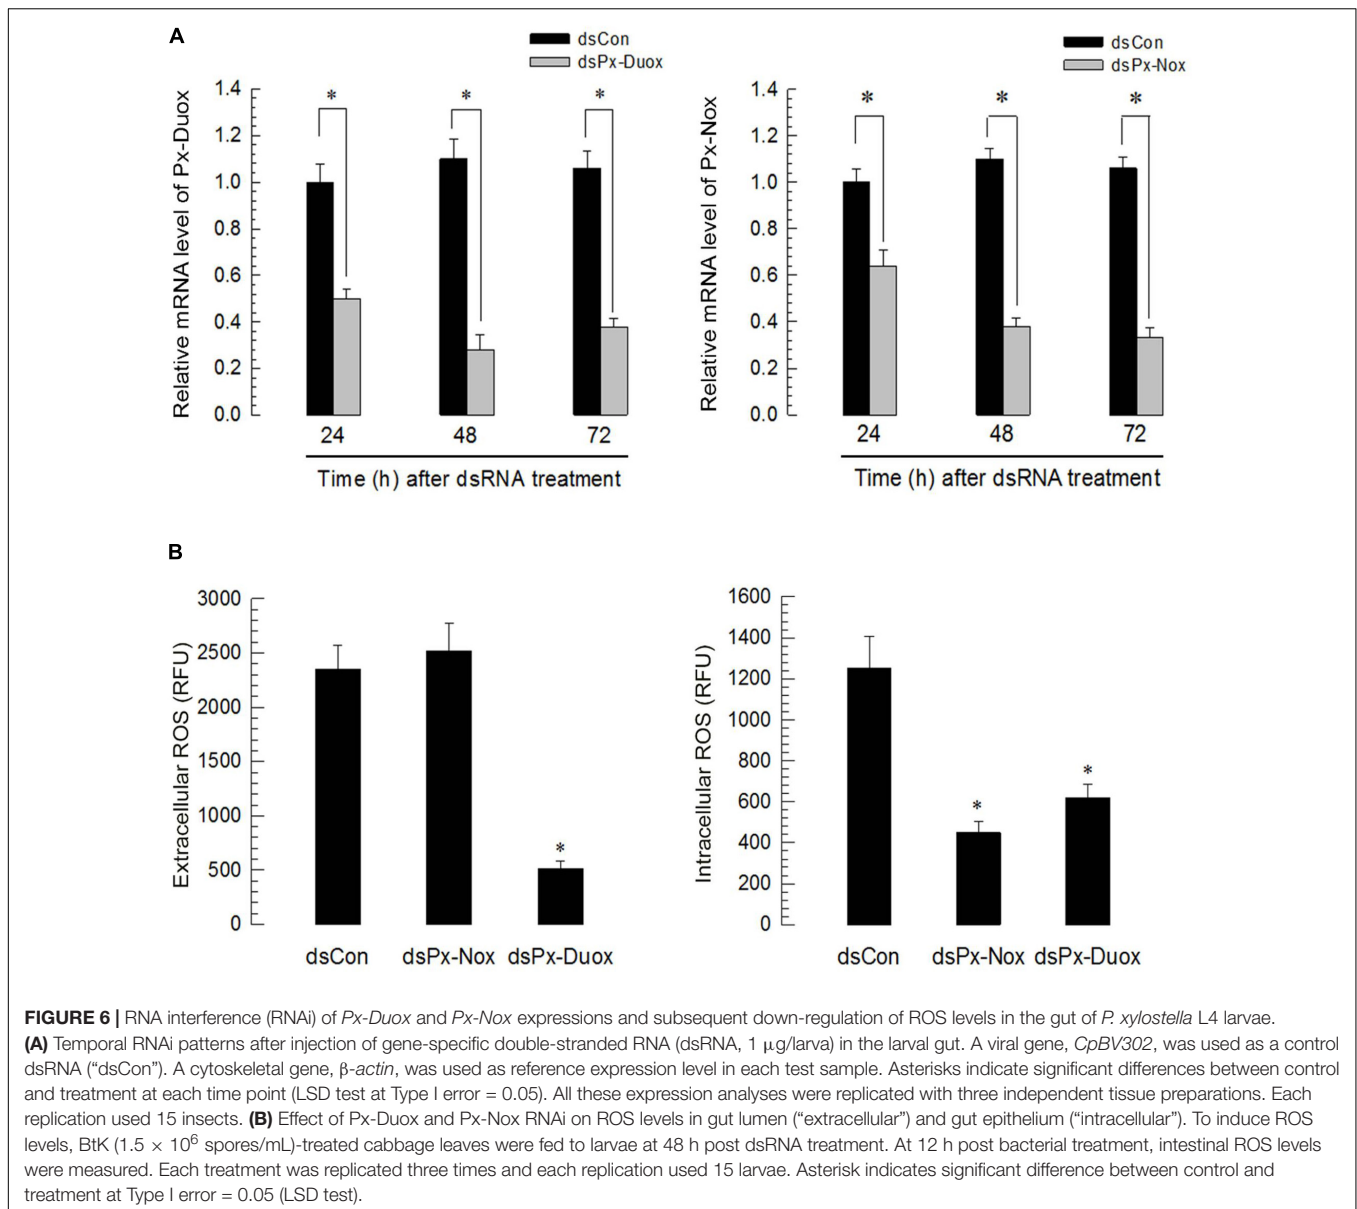 A
dsCon
dsPx-Duox
Relative mRNA level of Px-Duox
1.4
1.2
1.0
0.8
0.6
0.4
0.2
0.0
*
*
*
24
48
72
Time (h) after dsRNA treatment
dsCon
dsPx-Nox
Relative mRNA level of Px-Nox
1.4
1.2
1.0
0.8
0.6
0.4
0.2
0.0
*
*
*
24
48
72
Time (h) after dsRNA treatment
B
Extracellular ROS (RFU)
3000
2500
2000
1500
1000
500
0
*
dsCon
dsPx-Nox
dsPx-Duox
Intracellular ROS (RFU)
1600
1400
1200
1000
800
600
400
200
0
*
*
dsCon
dsPx-Nox
dsPx-Duox
FIGURE 6 | RNA interference (RNAi) of Px-Duox and Px-Nox expressions and subsequent down-regulation of ROS levels in the gut of P. xylostella L4 larvae.
(A) Temporal RNAi patterns after injection of gene-specific double-stranded RNA (dsRNA, 1 μg/larva) in the larval gut. A viral gene, CpBV302, was used as a control
dsRNA (“dsCon”). A cytoskeletal gene, β-actin, was used as reference expression level in each test sample. Asterisks indicate significant differences between control
and treatment at each time point (LSD test at Type I error = 0.05). All these expression analyses were replicated with three independent tissue preparations. Each
replication used 15 insects. (B) Effect of Px-Duox and Px-Nox RNAi on ROS levels in gut lumen (“extracellular”) and gut epithelium (“intracellular”). To induce ROS
levels, BtK (1.5 × 10⁶ spores/mL)-treated cabbage leaves were fed to larvae at 48 h post dsRNA treatment. At 12 h post bacterial treatment, intestinal ROS levels
were measured. Each treatment was replicated three times and each replication used 15 larvae. Asterisk indicates significant difference between control and
treatment at Type I error = 0.05 (LSD test).